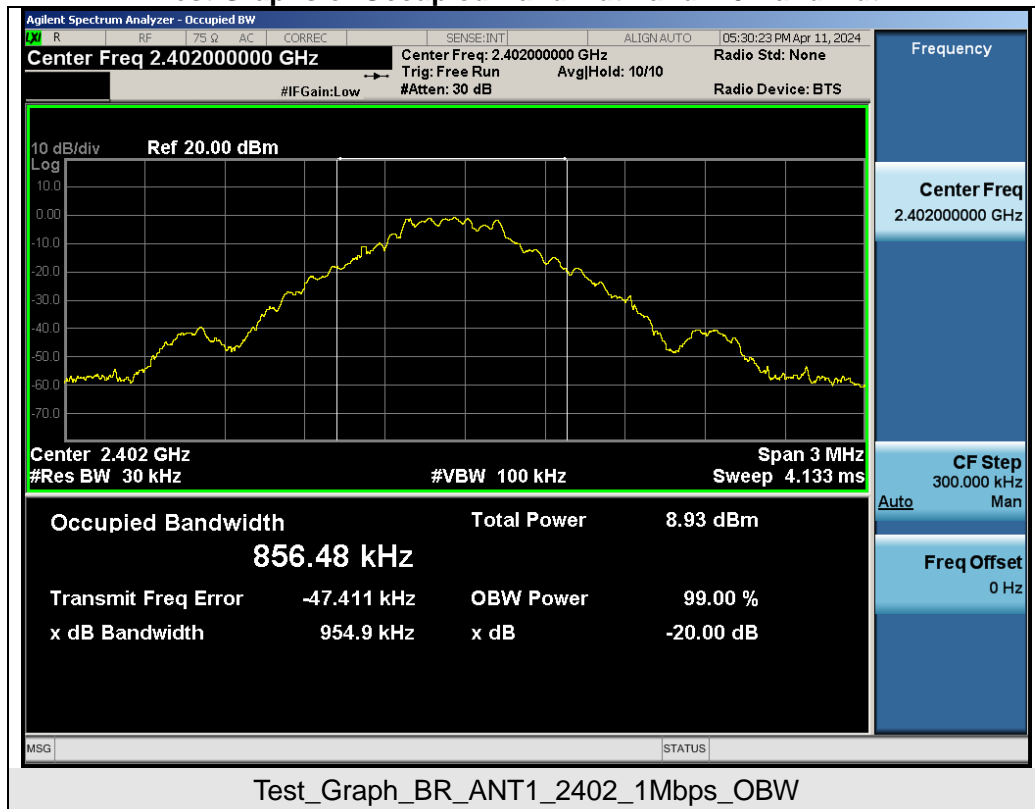 Agilent Spectrum Analyzer - Occupied BW
LXI R RF 75 Ω AC CORREC SENSE:INT ALIGN AUTO 05:30:23 PM Apr 11, 2024
Center Freq 2.402000000 GHz
Center Freq: 2.402000000 GHz
Radio Std: None
Trig: Free Run Avg|Hold: 10/10
#IFGain:Low
#Atten: 30 dB
Radio Device: BTS
10 dB/div Ref 20.00 dBm
Log
10.0
0.00
-10.0
-20.0
-30.0
-40.0
-50.0
-60.0
-70.0
Center 2.402 GHz Span 3 MHz
#Res BW 30 kHz #VBW 100 kHz Sweep 4.133 ms
Occupied Bandwidth Total Power 8.93 dBm
856.48 kHz
Transmit Freq Error -47.411 kHz OBW Power 99.00 %
x dB Bandwidth 954.9 kHz x dB -20.00 dB
MSG STATUS
Frequency
Center Freq
2.402000000 GHz
CF Step
300.000 kHz
Auto Man
Freq Offset
0 Hz
Test_Graph_BR_ANT1_2402_1Mbps_OBW